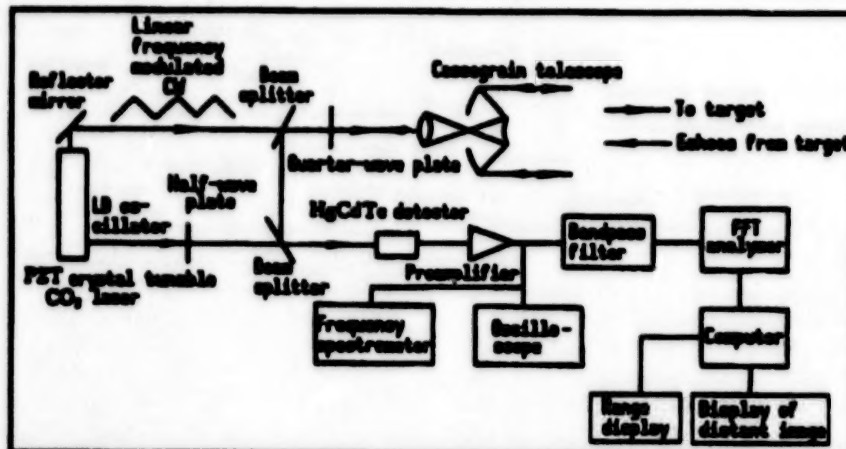 Linear
frequency
modulated
CW
Reflector
mirror
Beam
splitter
Cassegrain telescope
To target
Echoes from target
Quarter-wave plate
Half-wave
plate
LO os-
cillator
HgCdTe detector
Bandpass
filter
FFT
analyzer
PZT crystal tunable
CO₂ laser
Beam
splitter
Preamplifier
Frequency
spectrometer
Oscillo-
scope
Computer
Range
display
Display of
distant image